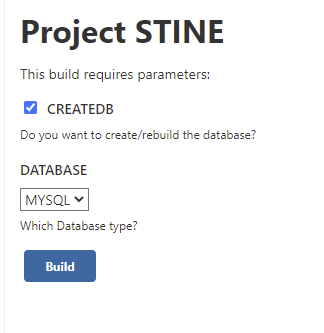 Project STINE
This build requires parameters:
CREATEDB
Do you want to create/rebuild the database?
DATABASE
MYSQL
Which Database type?
Build